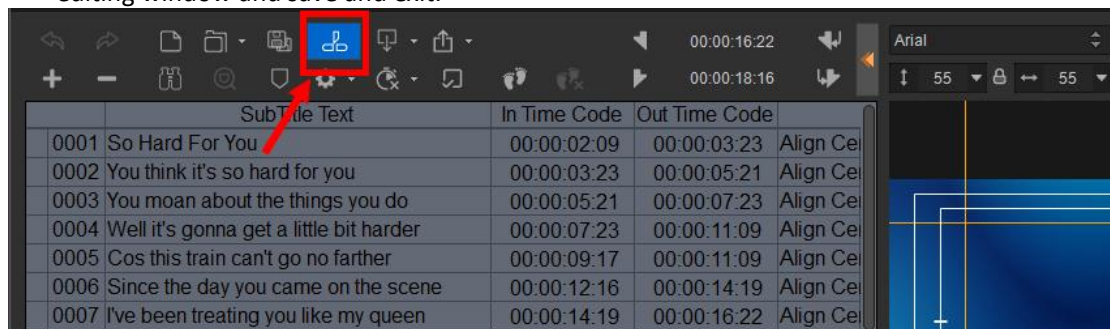 editing window and save and exit.
00:00:16:22
Arial
00:00:18:16
55
55
SubTitle Text In Time Code Out Time Code
0001 So Hard For You 00:00:02:09 00:00:03:23 Align Cei
0002 You think it's so hard for you 00:00:03:23 00:00:05:21 Align Cei
0003 You moan about the things you do 00:00:05:21 00:00:07:23 Align Cei
0004 Well it's gonna get a little bit harder 00:00:07:23 00:00:11:09 Align Cei
0005 Cos this train can't go no farther 00:00:09:17 00:00:11:09 Align Cei
0006 Since the day you came on the scene 00:00:12:16 00:00:14:19 Align Cei
0007 I've been treating you like my queen 00:00:14:19 00:00:16:22 Align Cei